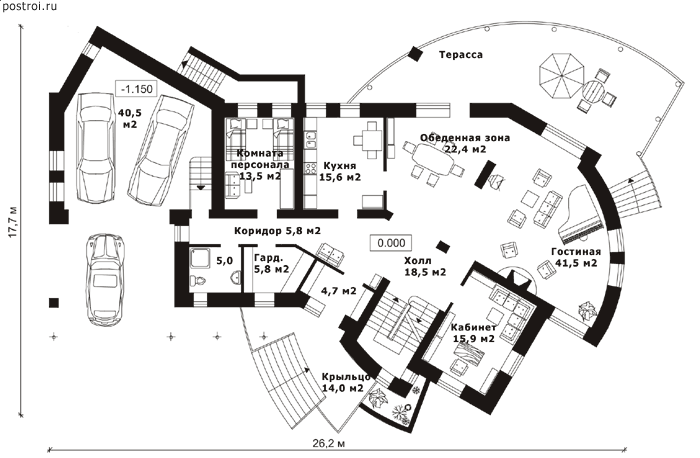 postroi.ru
Терасса
-1.150
40,5
м2
Обеденная зона
22,4 м2
Комната
персонала
13,5 м2
Кухня
15,6 м2
17,7 м
Коридор 5,8 м2
0.000
Гостиная
41,5 м2
5,0
Гард.
5,8 м2
Холл
18,5 м2
4,7 м2
Кабинет
15,9 м2
Крыльцо
14,0 м2
26,2 м